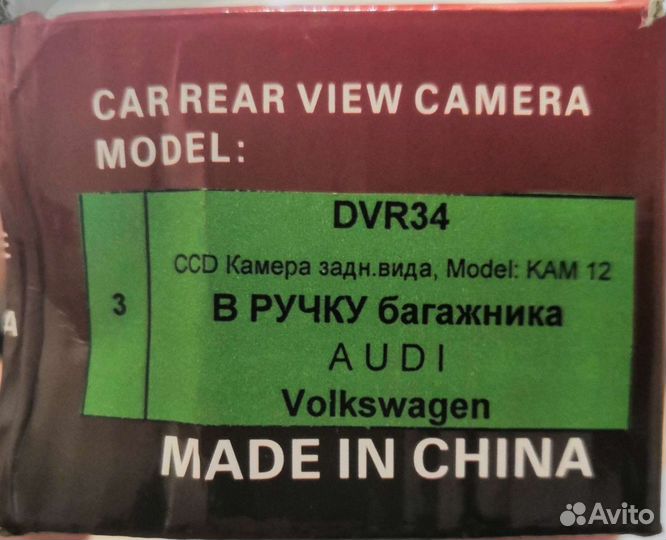 CAR REAR VIEW CAMERA
MODEL:
DVR34
CCD Камера задн.вида, Model: KAM 12
3
В РУЧКУ багажника
AUDI
Volkswagen
MADE IN CHINA
A
Avito